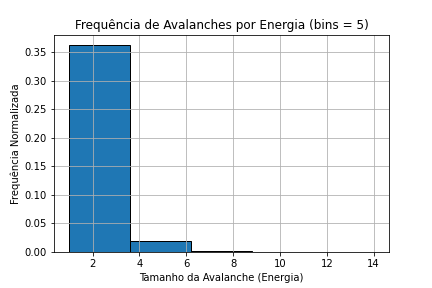 Frequência de Avalanches por Energia (bins = 5)
Frequência Normalizada
0.35
0.30
0.25
0.20
0.15
0.10
0.05
0.00
2 4 6 8 10 12 14
Tamanho da Avalanche (Energia)